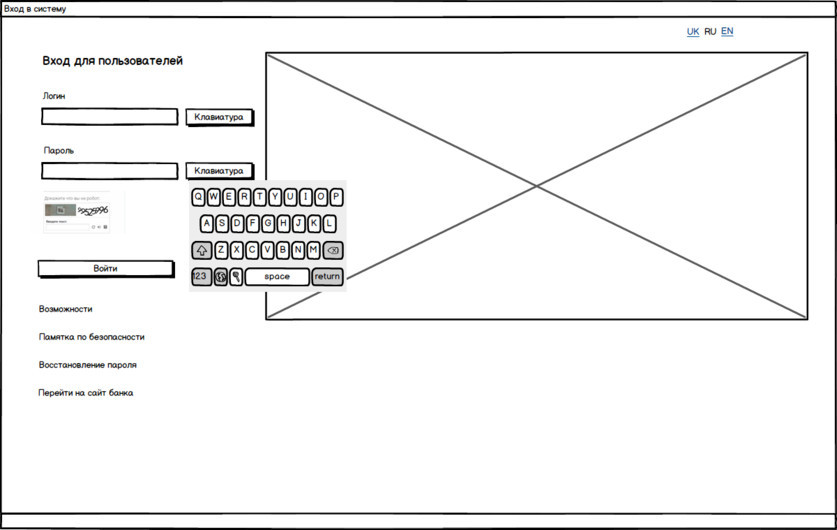 Вход в систему
UK RU EN
Вход для пользователей
Логин
Клавиатура
Пароль
Клавиатура
Q W E R T Y U I O P
A S D F G H J K L
Z X C V B N M
123 space return
Войти
Возможности
Памятка по безопасности
Восстановление пароля
Перейти на сайт банка